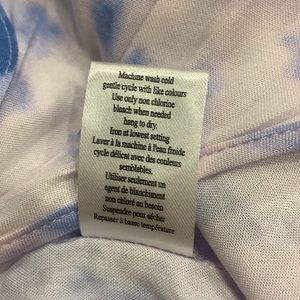 Machine wash cold
gentle cycle with like colours
Use only non chlorine
bleach when needed
hang to dry.
Iron at lowest setting
Laver à la machine à l'eau froide
cycle délicat avec des couleurs
semblables.
Utiliser seulement un
agent de blanchiment
non chloré au besoin
Suspendre pour sécher
Repasser à basse température